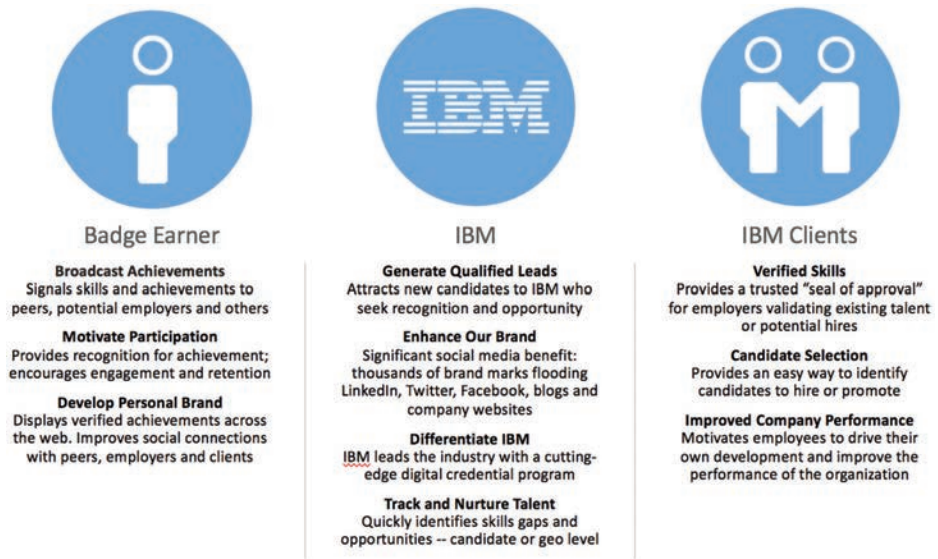 IBM
Badge Earner
Broadcast Achievements
Signals skills and achievements to
peers, potential employers and others
Motivate Participation
Provides recognition for achievement;
encourages engagement and retention
Develop Personal Brand
Displays verified achievements across
the web. Improves social connections
with peers, employers and clients
IBM
Generate Qualified Leads
Attracts new candidates to IBM who
seek recognition and opportunity
Enhance Our Brand
Significant social media benefit:
thousands of brand marks flooding
LinkedIn, Twitter, Facebook, blogs and
company websites
Differentiate IBM
IBM leads the industry with a cutting-
edge digital credential program
Track and Nurture Talent
Quickly identifies skills gaps and
opportunities -- candidate or geo level
IBM Clients
Verified Skills
Provides a trusted “seal of approval”
for employers validating existing talent
or potential hires
Candidate Selection
Provides an easy way to identify
candidates to hire or promote
Improved Company Performance
Motivates employees to drive their
own development and improve the
performance of the organization